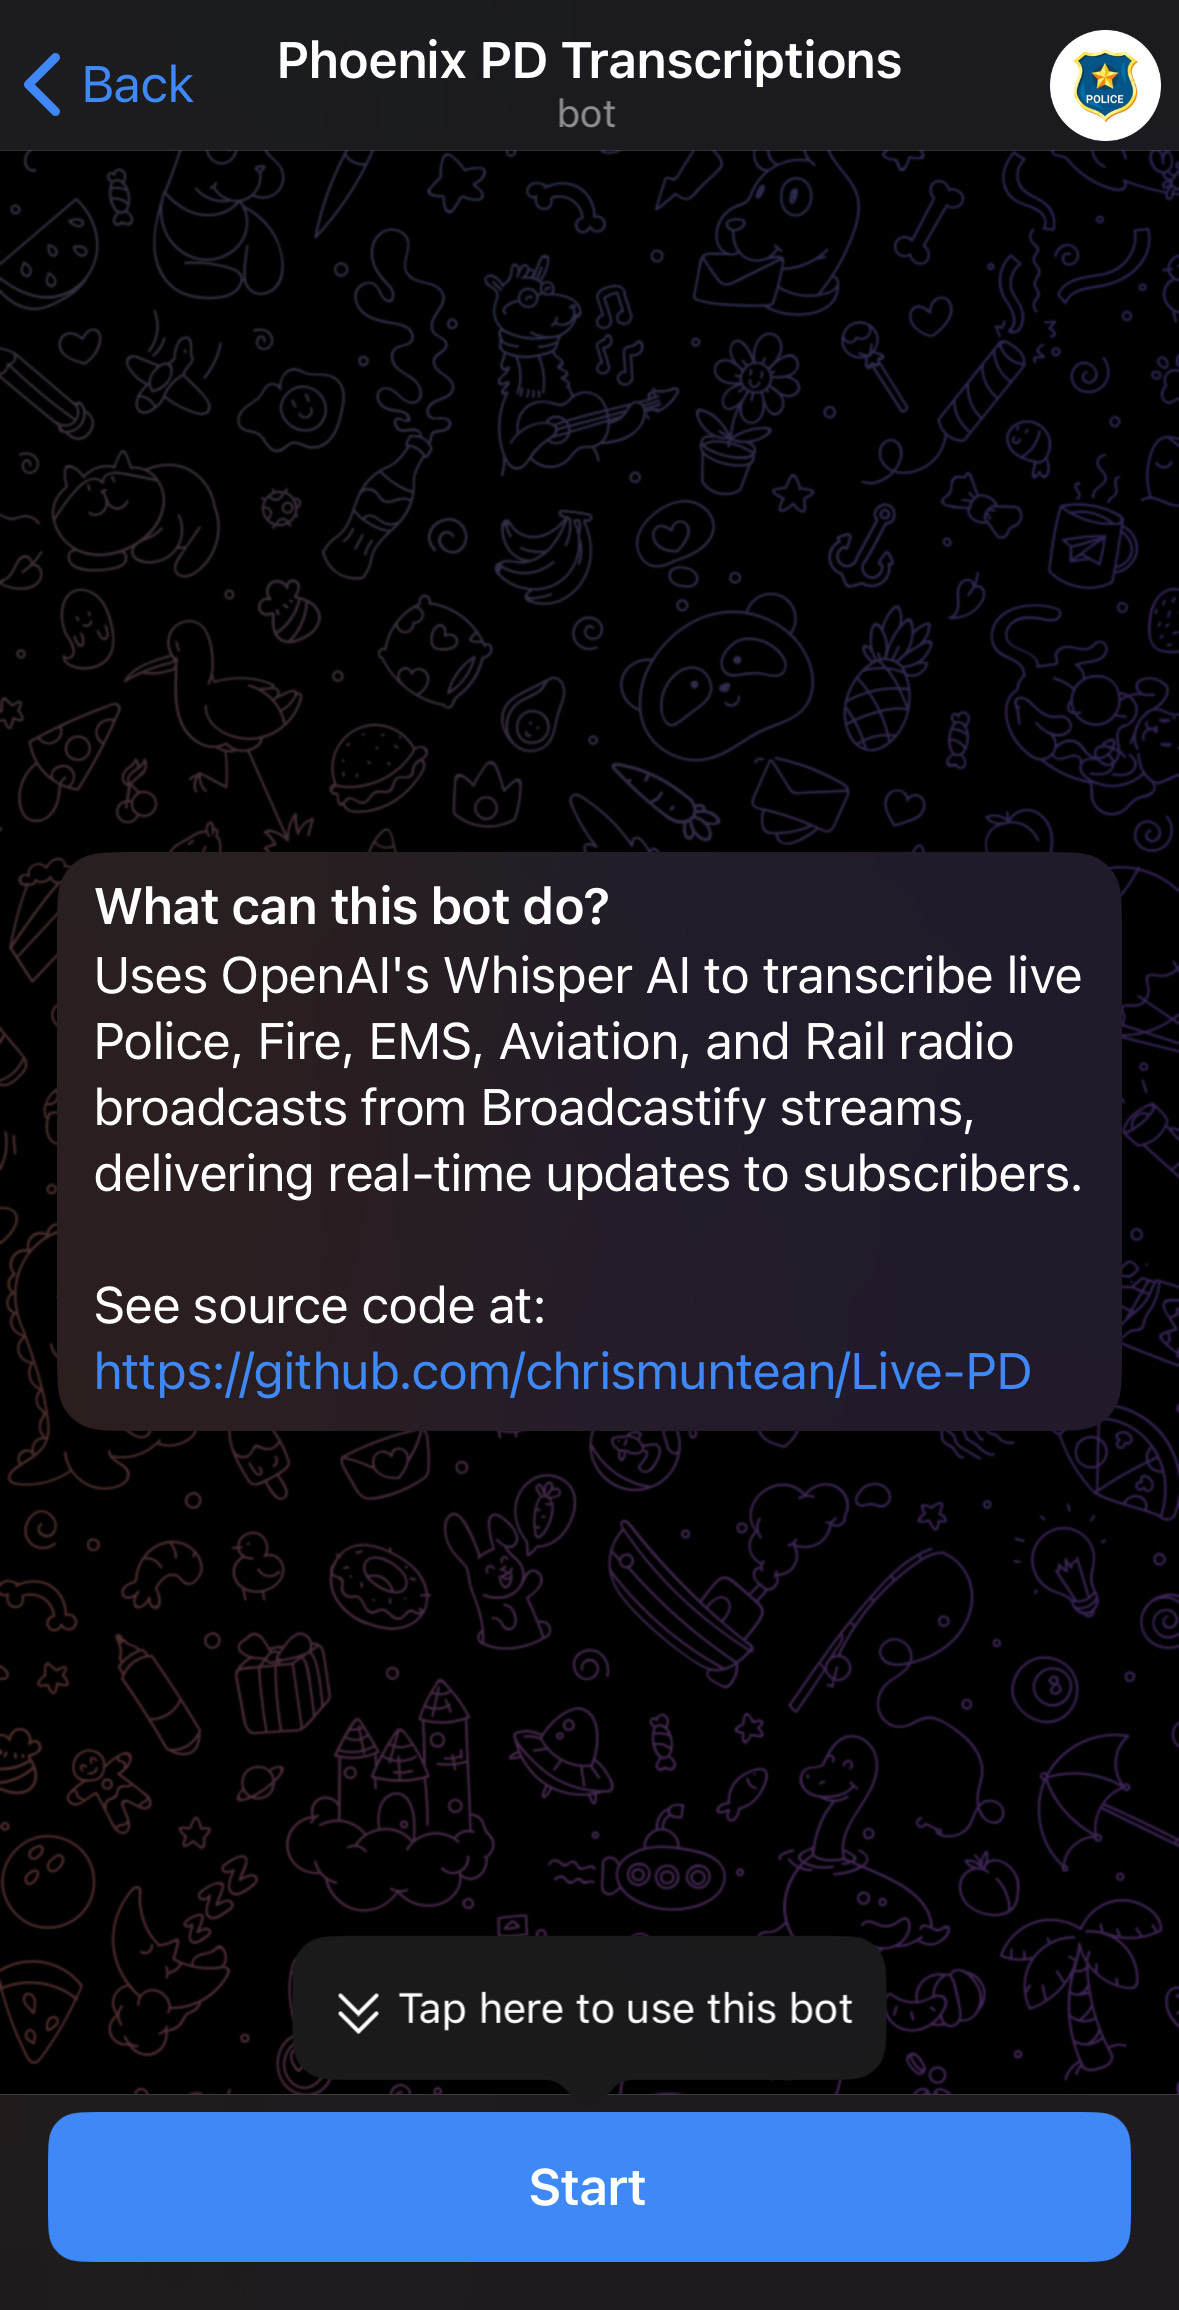 Back
Phoenix PD Transcriptions
bot
POLICE
What can this bot do?
Uses OpenAI's Whisper AI to transcribe live
Police, Fire, EMS, Aviation, and Rail radio
broadcasts from Broadcastify streams,
delivering real-time updates to subscribers.
See source code at:
https://github.com/chrismuntean/Live-PD
8
zzzz
Tap here to use this bot
Start